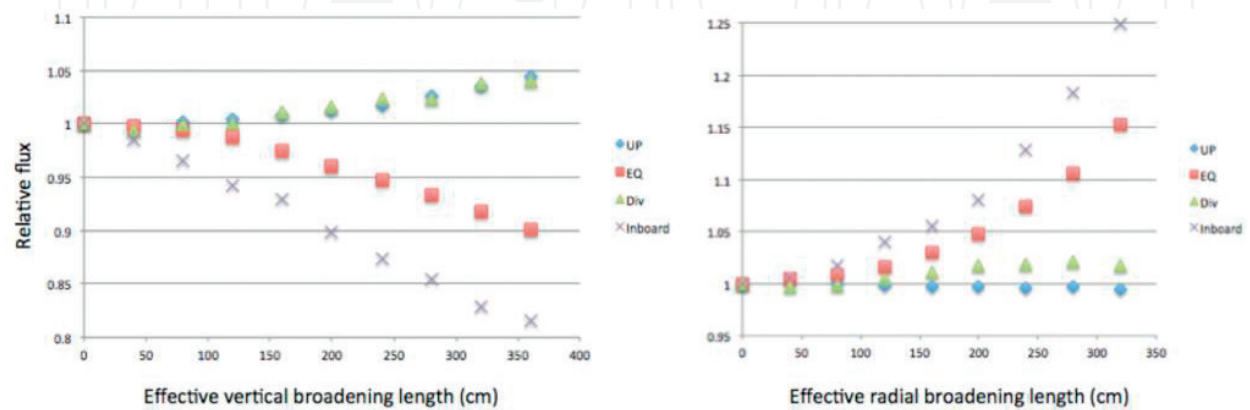 1.1
1.05
1
0.95
0.9
0.85
0.8
Relative flux
0 50 100 150 200 250 300 350 400
Effective vertical broadening length (cm)
UP
EQ
Div
Inboard
1.25
1.2
1.15
1.1
1.05
1
0.95
0 50 100 150 200 250 300 350
Effective radial broadening length (cm)
UP
EQ
Div
Inboard